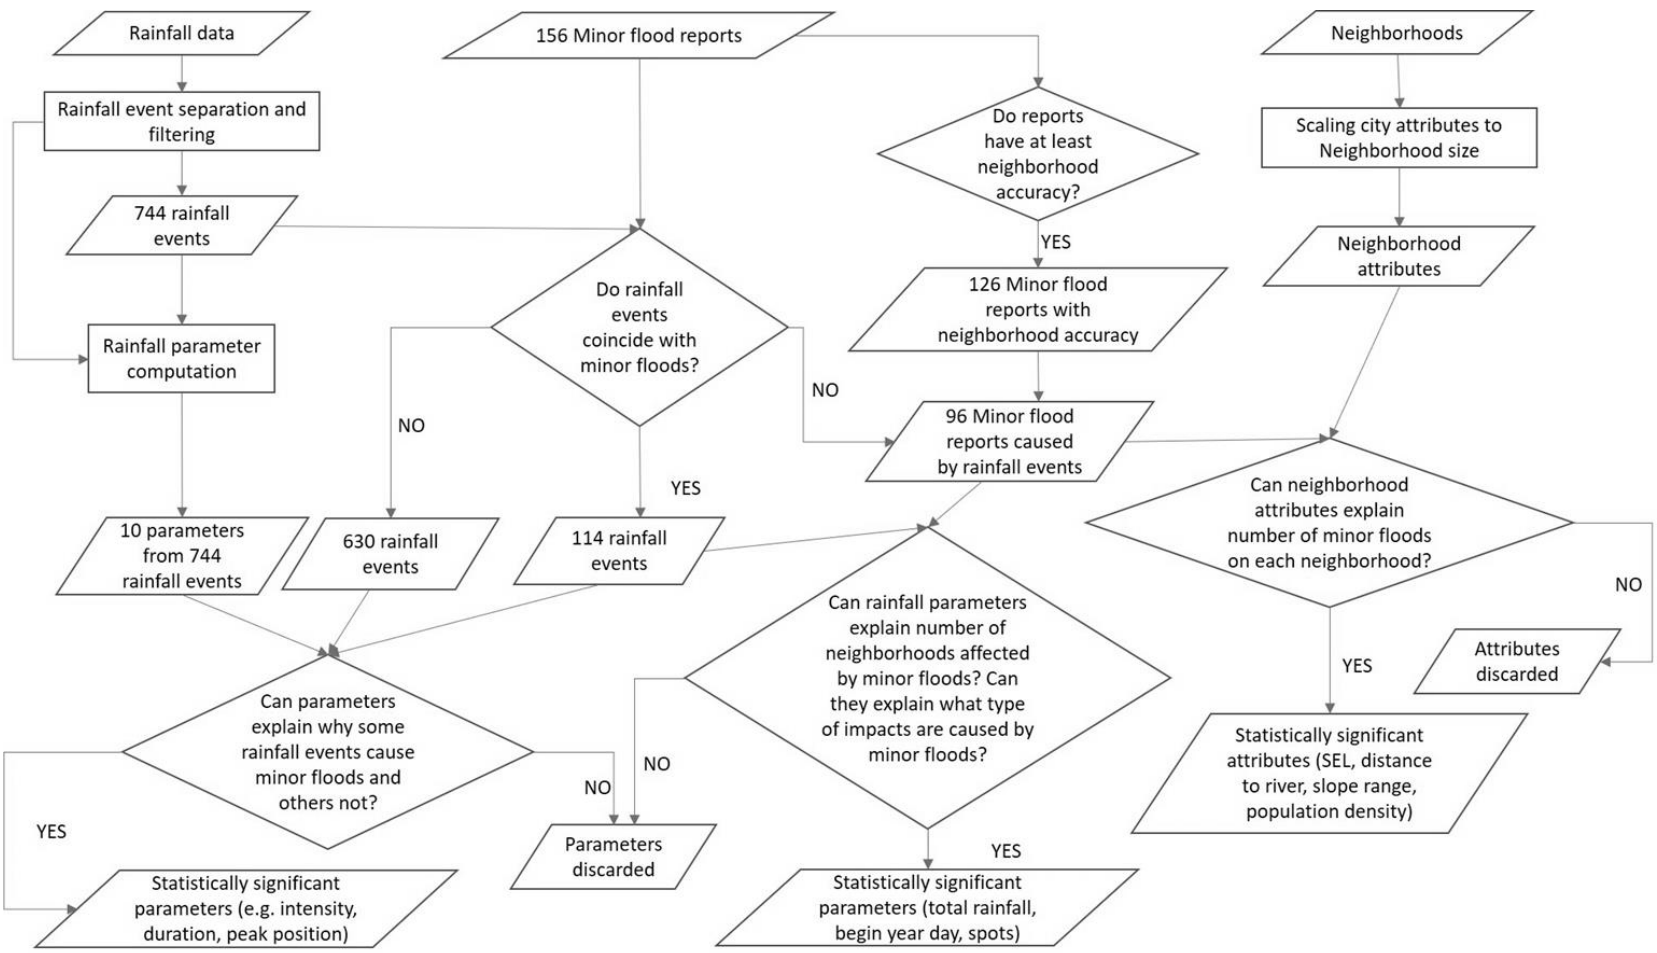 Rainfall data
Rainfall event separation and
filtering
744 rainfall
events
Rainfall parameter
computation
10 parameters
from 744
rainfall events
156 Minor flood reports
Do rainfall
events
coincide with
minor floods?
NO
YES
NO
630 rainfall
events
114 rainfall
events
Do reports
have at least
neighborhood
accuracy?
YES
126 Minor flood
reports with
neighborhood accuracy
96 Minor flood
reports caused
by rainfall events
Neighborhoods
Scaling city attributes to
Neighborhood size
Neighborhood
attributes
Can neighborhood
attributes explain
number of minor floods
on each neighborhood?
NO
YES
Attributes
discarded
Statistically significant
attributes (SEL, distance
to river, slope range,
population density)
Can parameters
explain why some
rainfall events cause
minor floods and
others not?
YES
NO
Statistically significant
parameters (e.g. intensity,
duration, peak position)
Can rainfall parameters
explain number of
neighborhoods affected
by minor floods? Can
they explain what type
of impacts are caused by
minor floods?
NO
YES
Parameters
discarded
Statistically significant
parameters (total rainfall,
begin year day, spots)